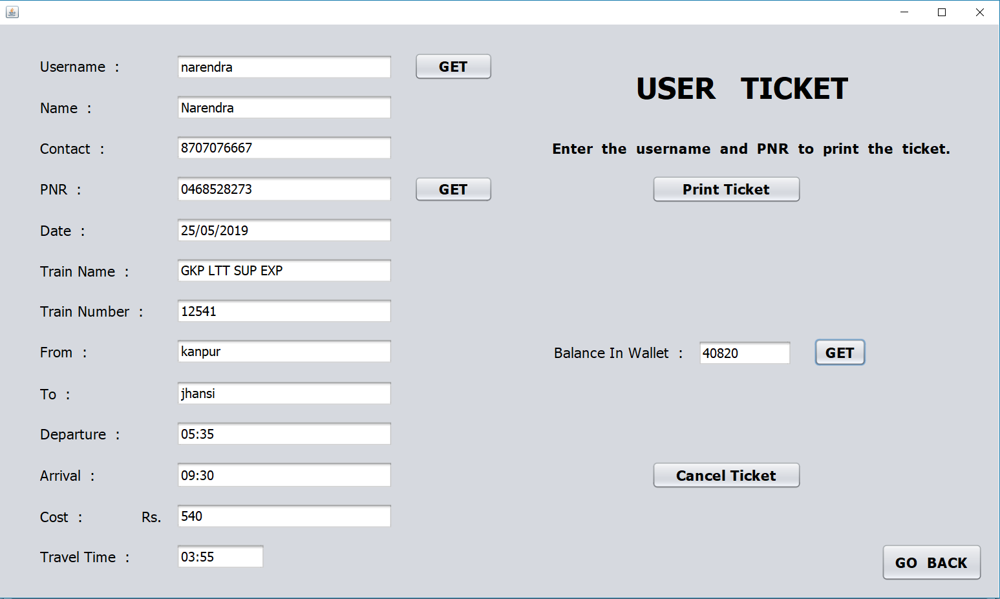 Username : narendra GET
USER TICKET
Name : Narendra
Contact : 8707076667
Enter the username and PNR to print the ticket.
PNR : 0468528273 GET Print Ticket
Date : 25/05/2019
Train Name : GKP LTT SUP EXP
Train Number : 12541
From : kanpur
Balance In Wallet : 40820 GET
To : jhansi
Departure : 05:35
Arrival : 09:30 Cancel Ticket
Cost : Rs. 540
Travel Time : 03:55
GO BACK